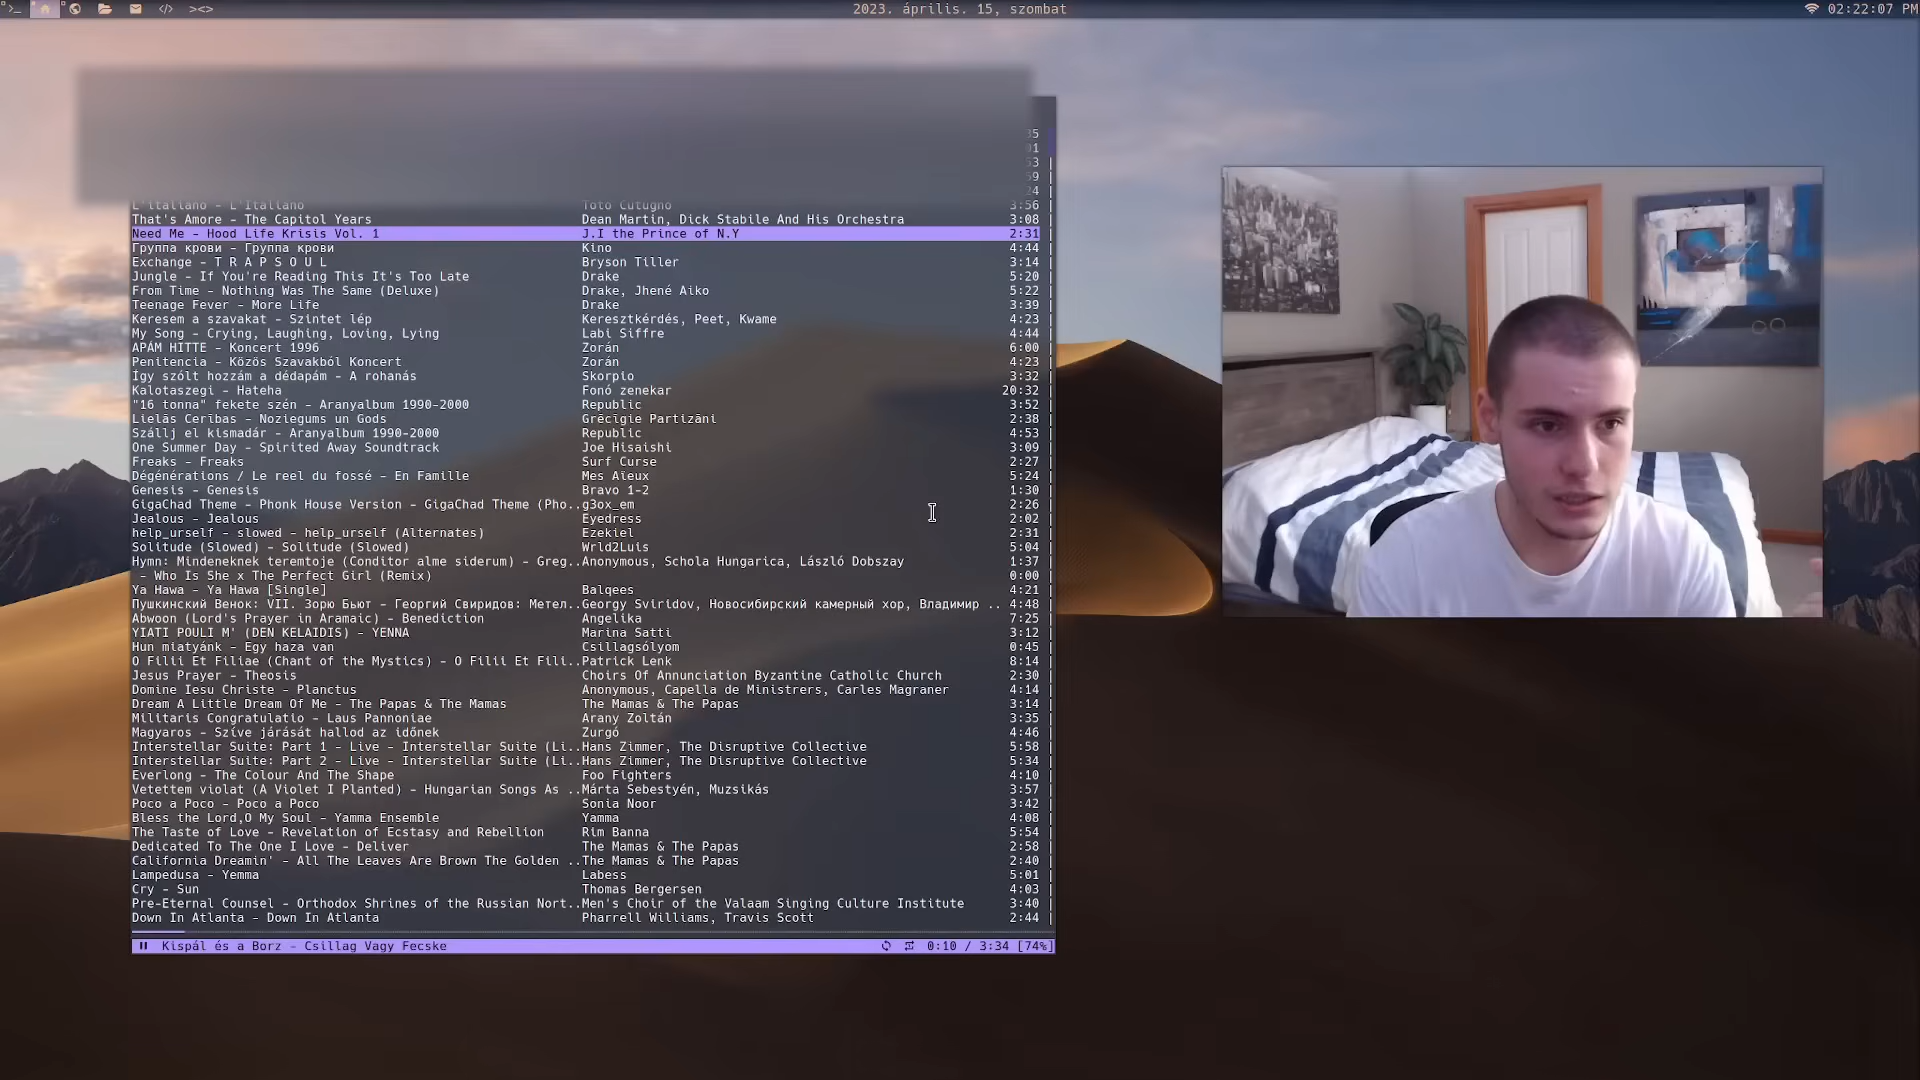 >_
</> ><>
2023. április. 15, szombat
02:22:07 PM
35
53
59
24
L'italiano - L'Italiano Toto Cutugno 3:56
That's Amore - The Capitol Years Dean Martin, Dick Stabile And His Orchestra 3:08
Need Me - Hood Life Krisis Vol. 1 J.I the Prince of N.Y 2:31
Группа крови - Группа крови Kino 4:44
Exchange - T R A P S O U L Bryson Tiller 3:14
Jungle - If You're Reading This It's Too Late Drake 5:20
From Time - Nothing Was The Same (Deluxe) Drake, Jhené Aiko 5:22
Teenage Fever - More Life Drake 3:39
Keresem a szavakat - Szintet lép Keresztkérdés, Peet, Kwame 4:23
My Song - Crying, Laughing, Loving, Lying Labi Siffre 4:44
APÁM HITTE - Koncert 1996 Zorán 6:00
Penitencia - Közös Szavakból Koncert Zorán 4:23
Így szólt hozzám a dédapám - A rohanás Skorpio 3:32
Kalotaszegi - Hateha Fonó zenekar 20:32
"16 tonna" fekete szén - Aranyalbum 1990-2000 Republic 3:52
Lielās Cerības - Noziegums un Gods Grēcīgie Partizāni 2:38
Szállj el kismadár - Aranyalbum 1990-2000 Republic 4:53
One Summer Day - Spirited Away Soundtrack Joe Hisaishi 3:09
Freaks - Freaks Surf Curse 2:27
Dégénérations / Le reel du fossé - En Famille Mes Aïeux 5:24
Genesis - Genesis Bravo 1-2 1:30
GigaChad Theme - Phonk House Version - GigaChad Theme (Pho..g3ox_em 2:26
Jealous - Jealous Eyedress 2:02
help_urself - slowed - help_urself (Alternates) Ezekiel 2:31
Solitude (Slowed) - Solitude (Slowed) Wrld2Luis 5:04
Hymn: Mindeneknek teremtoje (Conditor alme siderum) - Greg..Anonymous, Schola Hungarica, László Dobszay 1:37
- Who Is She x The Perfect Girl (Remix) 0:00
Ya Hawa - Ya Hawa [Single] Balqees 4:21
Пушкинский Венок: VII. Зорю Бьют - Георгий Свиридов: Метел..Georgy Sviridov, Новосибирский камерный хор, Владимир .. 4:48
Abwoon (Lord's Prayer in Aramaic) - Benediction Angelika 7:25
YIATI POULI M' (DEN KELAIDIS) - YENNA Marina Satti 3:12
Hun miatyánk - Egy haza van Csillagsólyom 0:45
O Filii Et Filiae (Chant of the Mystics) - O Filii Et Fili..Patrick Lenk 8:14
Jesus Prayer - Theosis Choirs Of Annunciation Byzantine Catholic Church 2:30
Domine Iesu Christe - Planctus Anonymous, Capella de Ministrers, Carles Magraner 4:14
Dream A Little Dream Of Me - The Papas & The Mamas The Mamas & The Papas 3:14
Militaris Congratulatio - Laus Pannoniae Arany Zoltán 3:35
Magyaros - Szíve járását hallod az időnek Zurgó 4:46
Interstellar Suite: Part 1 - Live - Interstellar Suite (Li..Hans Zimmer, The Disruptive Collective 5:58
Interstellar Suite: Part 2 - Live - Interstellar Suite (Li..Hans Zimmer, The Disruptive Collective 5:34
Everlong - The Colour And The Shape Foo Fighters 4:10
Vetettem violat (A Violet I Planted) - Hungarian Songs As ..Márta Sebestyén, Muzsikás 3:57
Poco a Poco - Poco a Poco Sonia Noor 3:42
Bless the Lord,O My Soul - Yamma Ensemble Yamma 4:08
The Taste of Love - Revelation of Ecstasy and Rebellion Rim Banna 5:54
Dedicated To The One I Love - Deliver The Mamas & The Papas 2:58
California Dreamin' - All The Leaves Are Brown The Golden ..The Mamas & The Papas 2:40
Lampedusa - Yemma Labess 5:01
Cry - Sun Thomas Bergersen 4:03
Pre-Eternal Counsel - Orthodox Shrines of the Russian Nort..Men's Choir of the Valaam Singing Culture Institute 3:40
Down In Atlanta - Down In Atlanta Pharrell Williams, Travis Scott 2:44
Kispál és a Borz - Csillag Vagy Fecske 0:10 / 3:34 [74%]